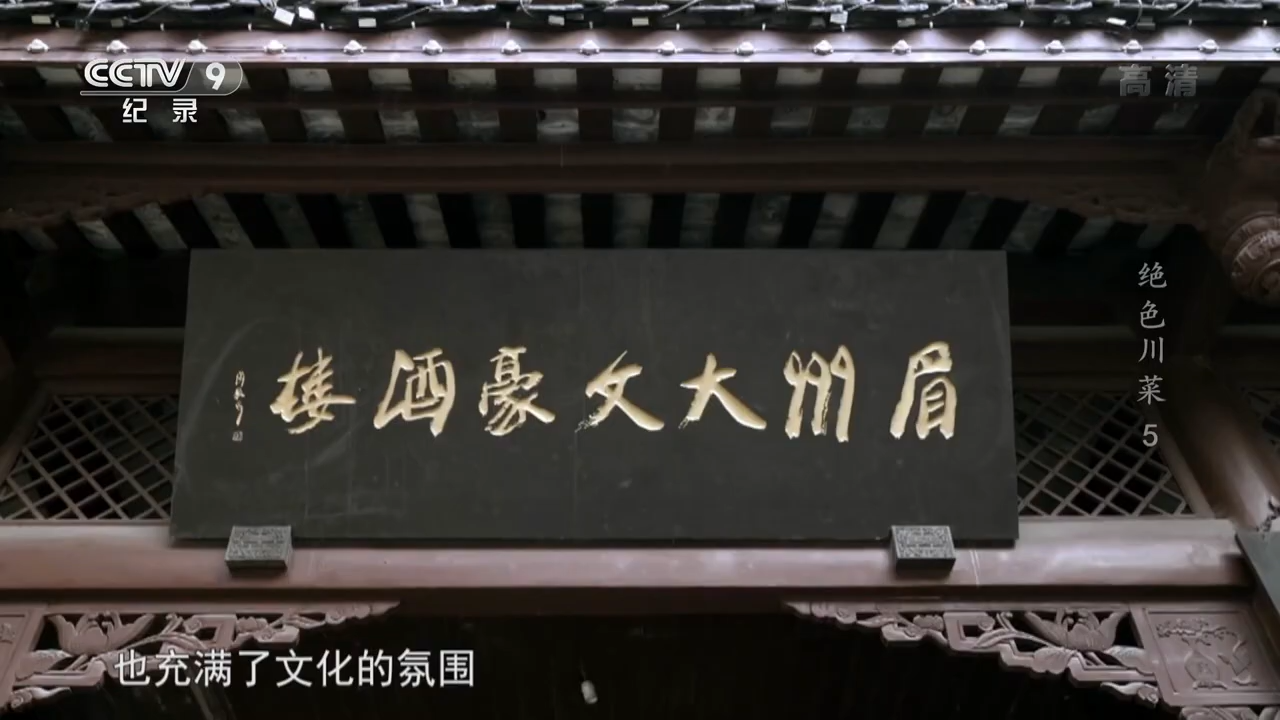 CCTV 9
纪录
高清
眉州大文豪酒楼
绝色川菜 5
也充满了文化的氛围